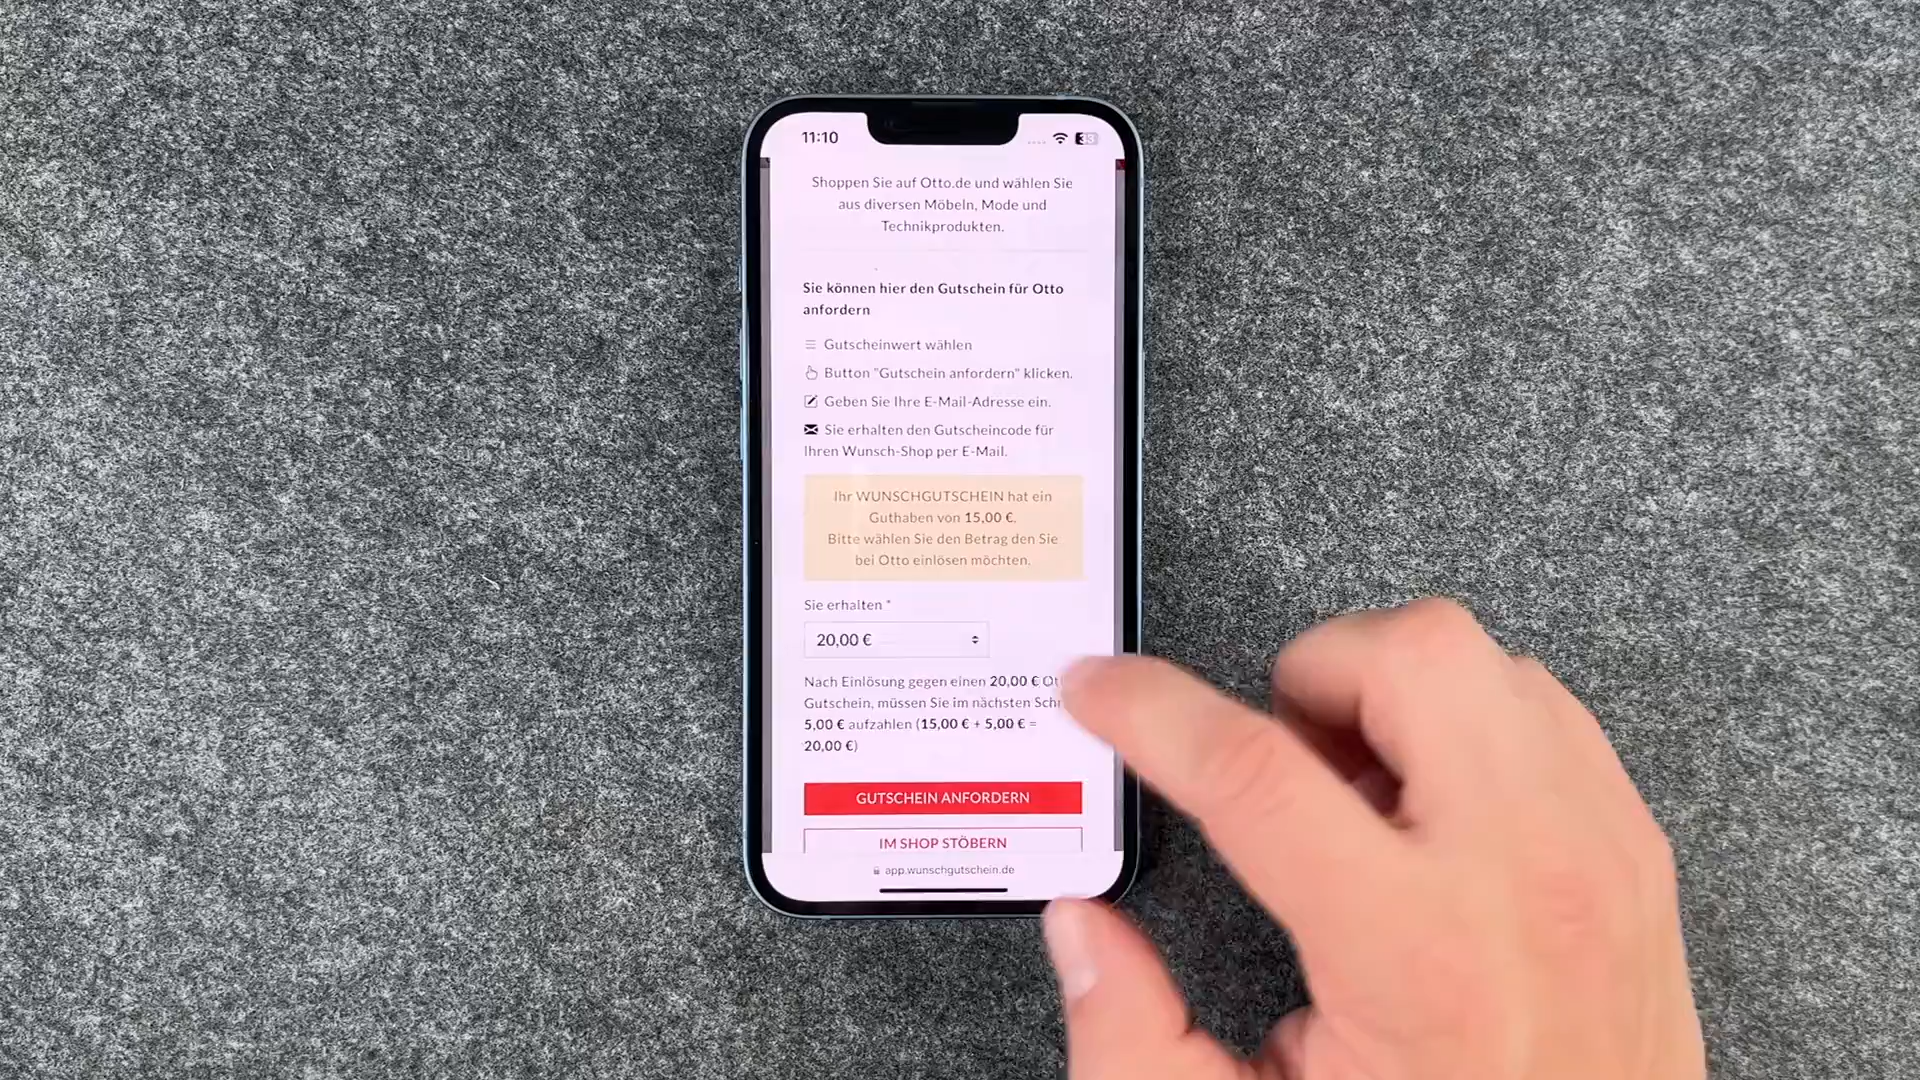 11:10
33
Shoppen Sie auf Otto.de und wählen Sie
aus diversen Möbeln, Mode und
Technikprodukten.
Sie können hier den Gutschein für Otto
anfordern
Gutscheinwert wählen
Button "Gutschein anfordern" klicken.
Geben Sie Ihre E-Mail-Adresse ein.
Sie erhalten den Gutscheincode für
Ihren Wunsch-Shop per E-Mail.
Ihr WUNSCHGUTSCHEIN hat ein
Guthaben von 15,00 €.
Bitte wählen Sie den Betrag den Sie
bei Otto einlösen möchten.
Sie erhalten *
20,00 €
Nach Einlösung gegen einen 20,00 €
Gutschein, müssen Sie im nächsten
5,00 € aufzahlen (15,00 € + 5,00 € =
20,00 €)
GUTSCHEIN ANFORDERN
IM SHOP STÖBERN
app.wunschgutschein.de